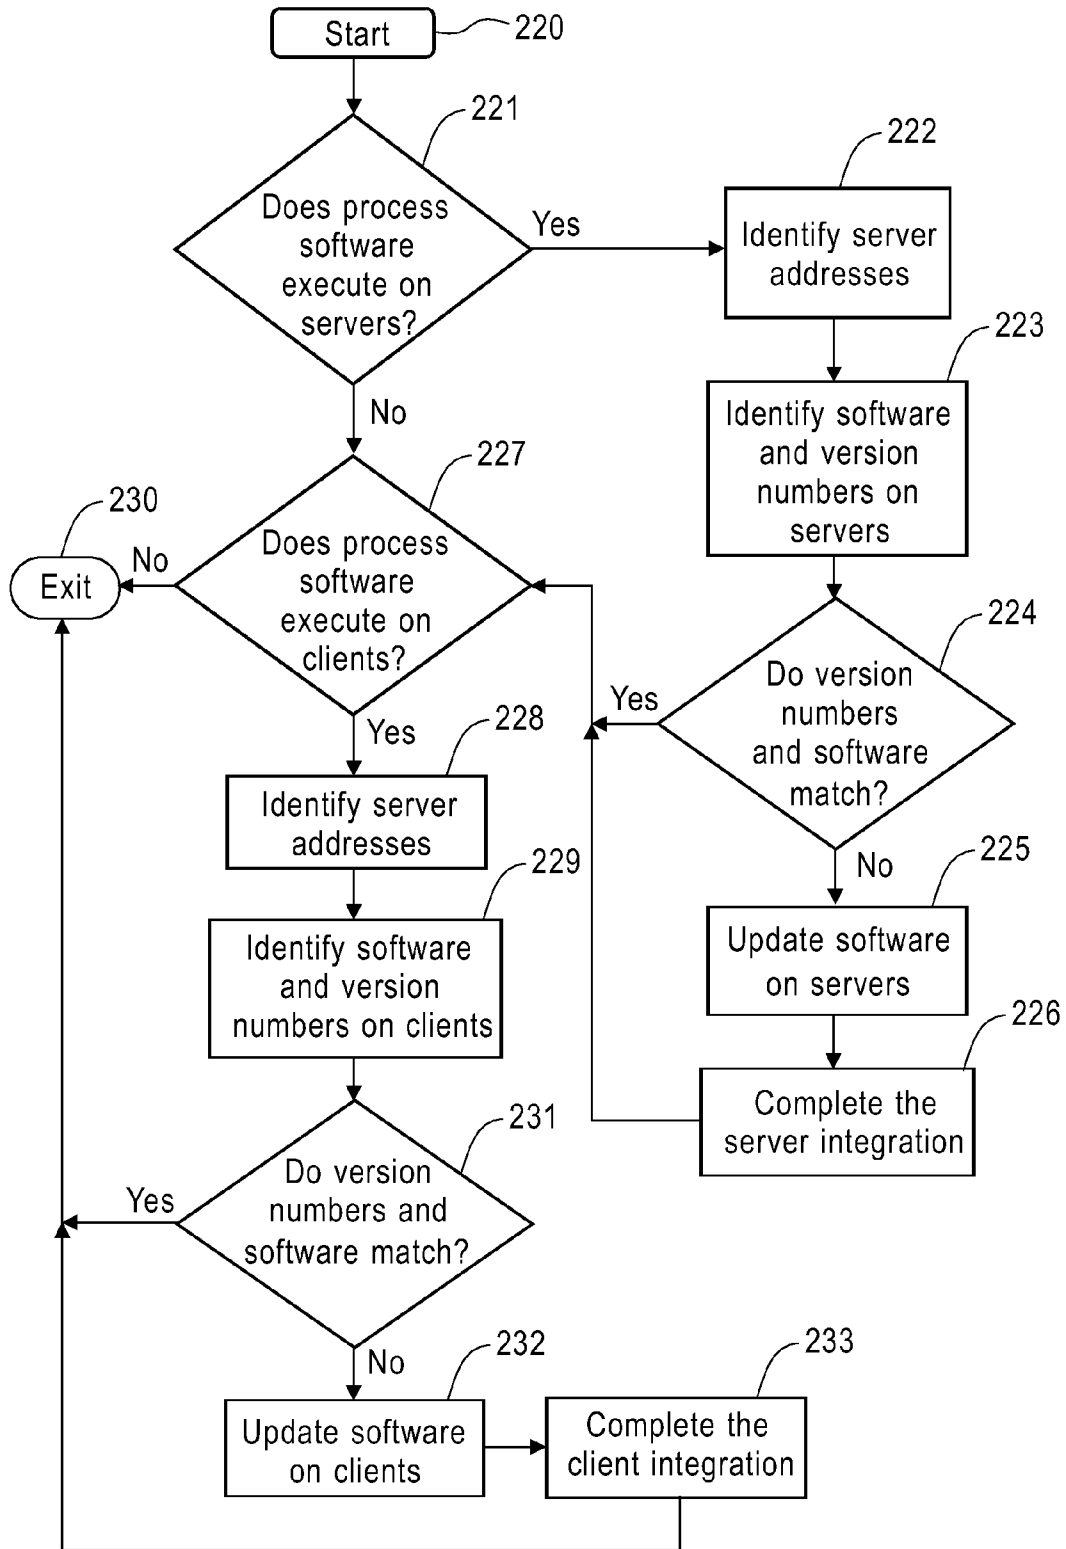 Start
220
221
Does process
software
execute on
servers?
Yes
222
Identify server
addresses
No
223
Identify software
and version
numbers on
servers
227
Does process
software
execute on
clients?
230
No
Exit
224
Do version
numbers
and software
match?
Yes
No
Yes
228
Identify server
addresses
225
Update software
on servers
229
Identify software
and version
numbers on clients
226
Complete the
server integration
231
Do version
numbers and
software match?
Yes
No
232
Update software
on clients
233
Complete the
client integration